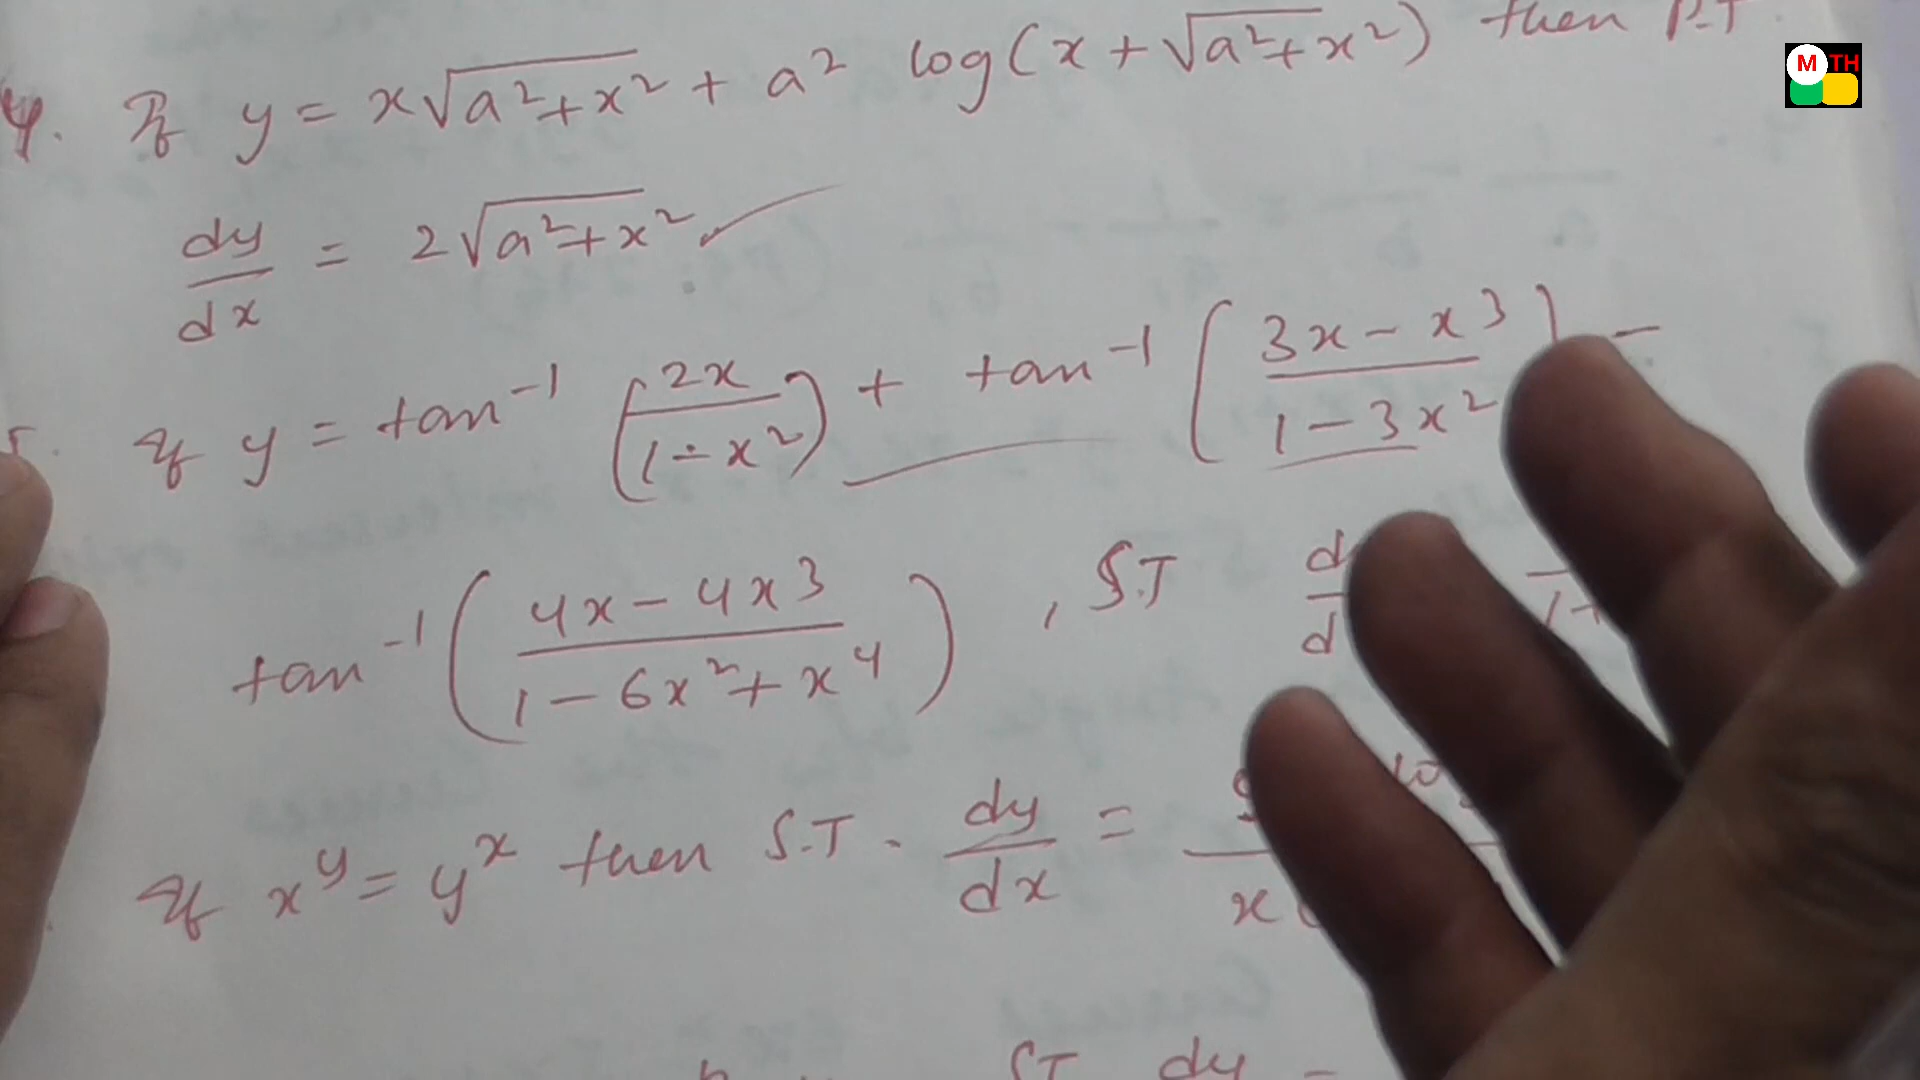 4. If y = x√a²+x² + a² log(x + √a²+x²) then P.T
dy/dx = 2√a²+x²
5. If y = tan⁻¹(2x/1-x²) + tan⁻¹(3x-x³/1-3x²) -
tan⁻¹(4x-4x³/1-6x²+x⁴), S.T
If xʸ = yˣ then S.T. dy/dx =
S.T dy
M TH